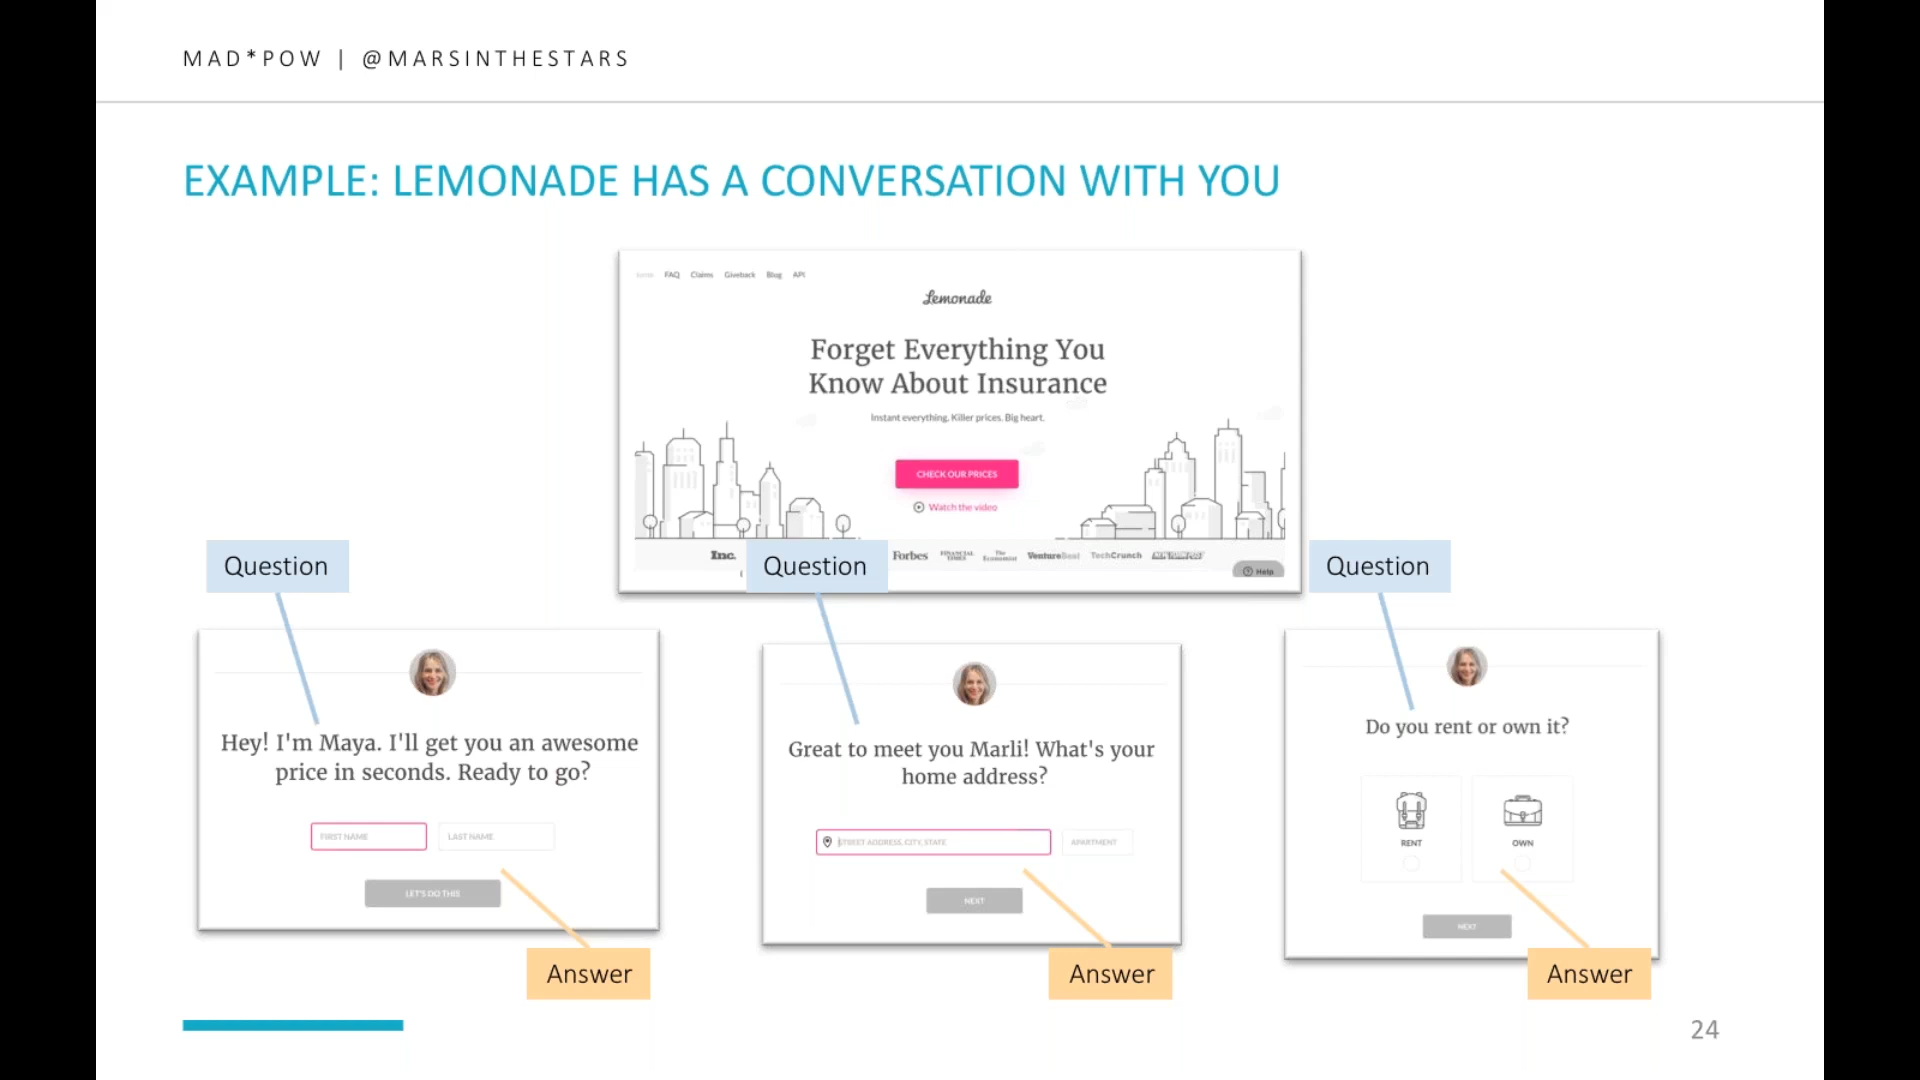 MAD*POW | @MARSINTHESTARS
EXAMPLE: LEMONADE HAS A CONVERSATION WITH YOU
FAQ Claims Giveback Blog API
Lemonade
Forget Everything You
Know About Insurance
Instant everything. Killer prices. Big heart.
CHECK OUR PRICES
Watch the video
Inc. Forbes FINANCIAL TIMES The Economist VentureBeat TechCrunch
Help
Question
Question
Question
Hey! I'm Maya. I'll get you an awesome
price in seconds. Ready to go?
FIRST NAME LAST NAME
LET'S DO THIS
Answer
Great to meet you Marli! What's your
home address?
STREET ADDRESS, CITY, STATE APARTMENT
NEXT
Answer
Do you rent or own it?
RENT OWN
NEXT
Answer
24